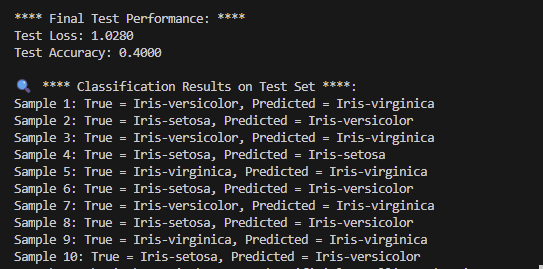 **** Final Test Performance: ****
Test Loss: 1.0280
Test Accuracy: 0.4000
🔍 **** Classification Results on Test Set ****:
Sample 1: True = Iris-versicolor, Predicted = Iris-virginica
Sample 2: True = Iris-setosa, Predicted = Iris-versicolor
Sample 3: True = Iris-versicolor, Predicted = Iris-virginica
Sample 4: True = Iris-setosa, Predicted = Iris-setosa
Sample 5: True = Iris-virginica, Predicted = Iris-virginica
Sample 6: True = Iris-setosa, Predicted = Iris-versicolor
Sample 7: True = Iris-versicolor, Predicted = Iris-virginica
Sample 8: True = Iris-setosa, Predicted = Iris-versicolor
Sample 9: True = Iris-virginica, Predicted = Iris-virginica
Sample 10: True = Iris-setosa, Predicted = Iris-versicolor